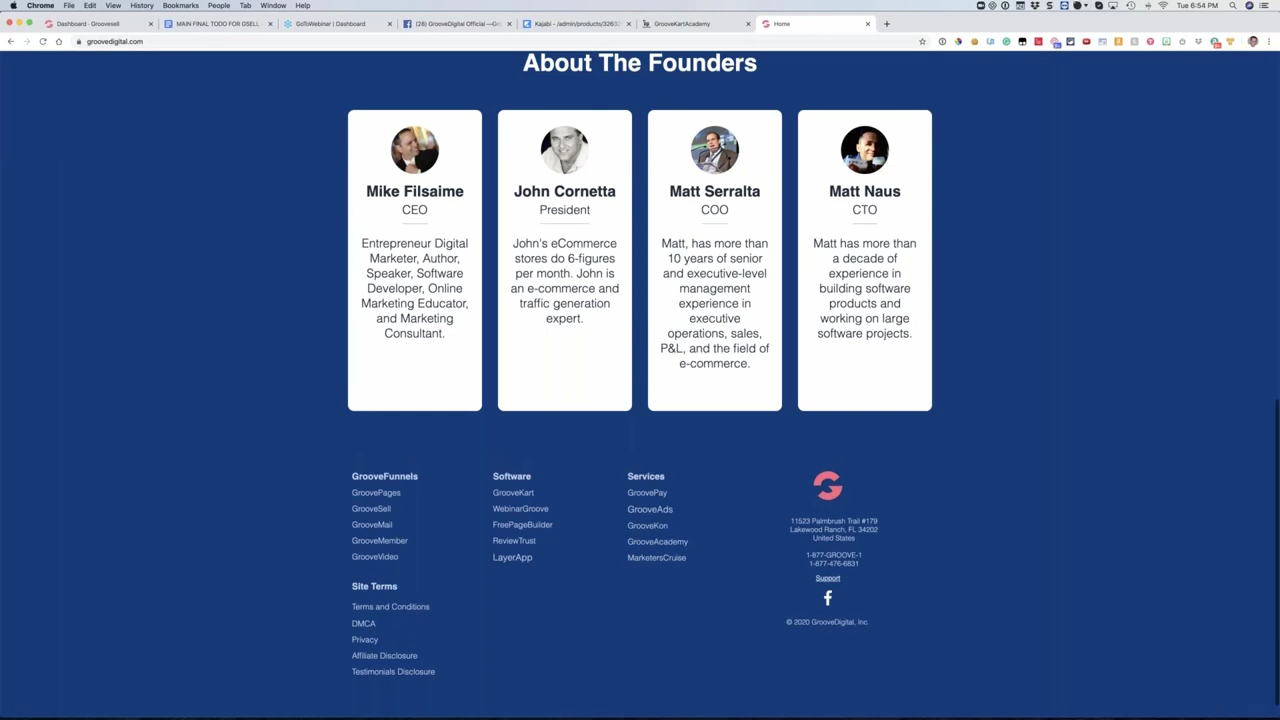 Chrome File Edit View History Bookmarks People Tab Window Help
Tue 6:54 PM
Dashboard - Groovesell
MAIN FINAL TODO FOR GSELL
GoToWebinar | Dashboard
(28) GrooveDigital Official —Gro
Kajabi - /admin/products/32632
GrooveKartAcademy
Home
groovedigital.com
About The Founders
Mike Filsaime
CEO
Entrepreneur Digital
Marketer, Author,
Speaker, Software
Developer, Online
Marketing Educator,
and Marketing
Consultant.
John Cornetta
President
John's eCommerce
stores do 6-figures
per month. John is
an e-commerce and
traffic generation
expert.
Matt Serralta
COO
Matt, has more than
10 years of senior
and executive-level
management
experience in
executive
operations, sales,
P&L, and the field of
e-commerce.
Matt Naus
CTO
Matt has more than
a decade of
experience in
building software
products and
working on large
software projects.
GrooveFunnels
GroovePages
GrooveSell
GrooveMail
GrooveMember
GrooveVideo
Site Terms
Terms and Conditions
DMCA
Privacy
Affiliate Disclosure
Testimonials Disclosure
Software
GrooveKart
WebinarGroove
FreePageBuilder
ReviewTrust
LayerApp
Services
GroovePay
GrooveAds
GrooveKon
GrooveAcademy
MarketersCruise
11523 Palmbrush Trail #179
Lakewood Ranch, FL 34202
United States
1-877-GROOVE-1
1-877-476-6831
Support
© 2020 GrooveDigital, Inc.